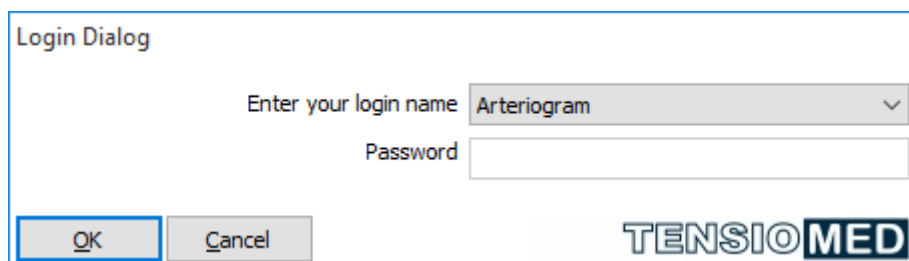 Login Dialog
Enter your login name Arteriogram
Password
OK Cancel
TENSIOMED